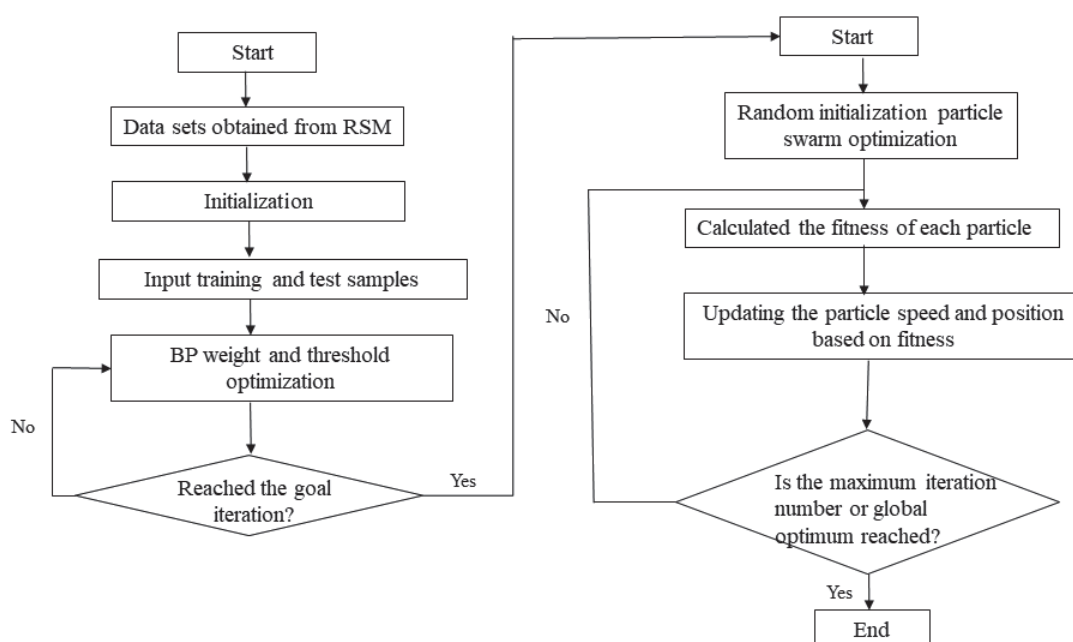 Start
Data sets obtained from RSM
Initialization
Input training and test samples
BP weight and threshold
optimization
No
Reached the goal
iteration?
Yes
Start
Random initialization particle
swarm optimization
Calculated the fitness of each particle
No
Updating the particle speed and position
based on fitness
Is the maximum iteration
number or global
optimum reached?
Yes
End